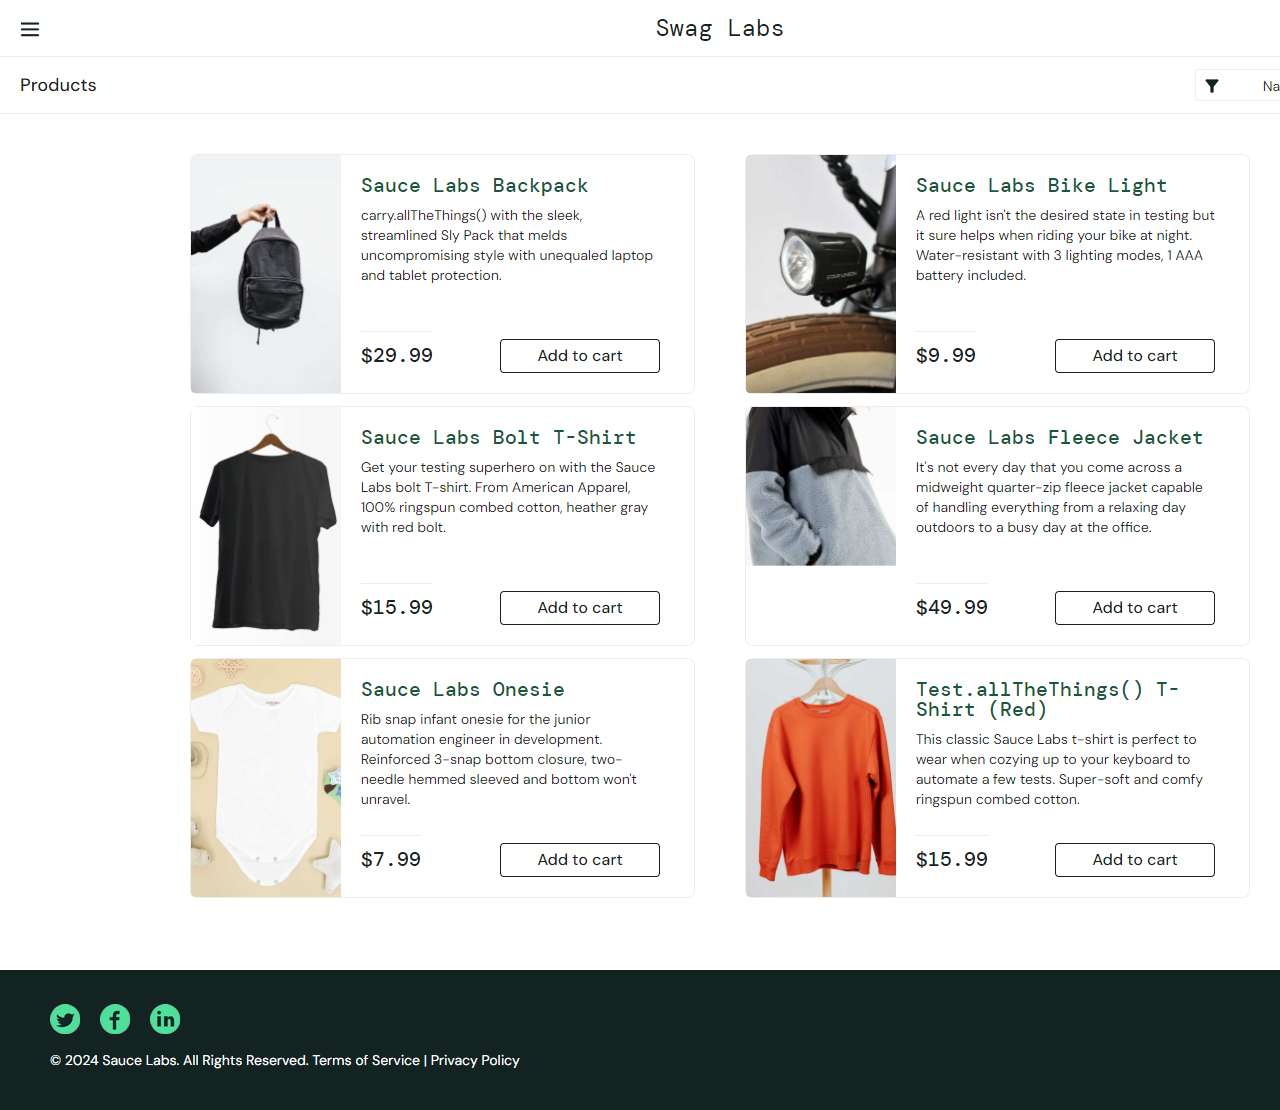 Swag Labs
Products
Na
Sauce Labs Backpack
carry.allTheThings() with the sleek,
streamlined Sly Pack that melds
uncompromising style with unequaled laptop
and tablet protection.
$29.99
Add to cart
Sauce Labs Bike Light
A red light isn't the desired state in testing but
it sure helps when riding your bike at night.
Water-resistant with 3 lighting modes, 1 AAA
battery included.
$9.99
Add to cart
Sauce Labs Bolt T-Shirt
Get your testing superhero on with the Sauce
Labs bolt T-shirt. From American Apparel,
100% ringspun combed cotton, heather gray
with red bolt.
$15.99
Add to cart
Sauce Labs Fleece Jacket
It's not every day that you come across a
midweight quarter-zip fleece jacket capable
of handling everything from a relaxing day
outdoors to a busy day at the office.
$49.99
Add to cart
Sauce Labs Onesie
Rib snap infant onesie for the junior
automation engineer in development.
Reinforced 3-snap bottom closure, two-
needle hemmed sleeved and bottom won't
unravel.
$7.99
Add to cart
Test.allTheThings() T-
Shirt (Red)
This classic Sauce Labs t-shirt is perfect to
wear when cozying up to your keyboard to
automate a few tests. Super-soft and comfy
ringspun combed cotton.
$15.99
Add to cart
© 2024 Sauce Labs. All Rights Reserved. Terms of Service | Privacy Policy